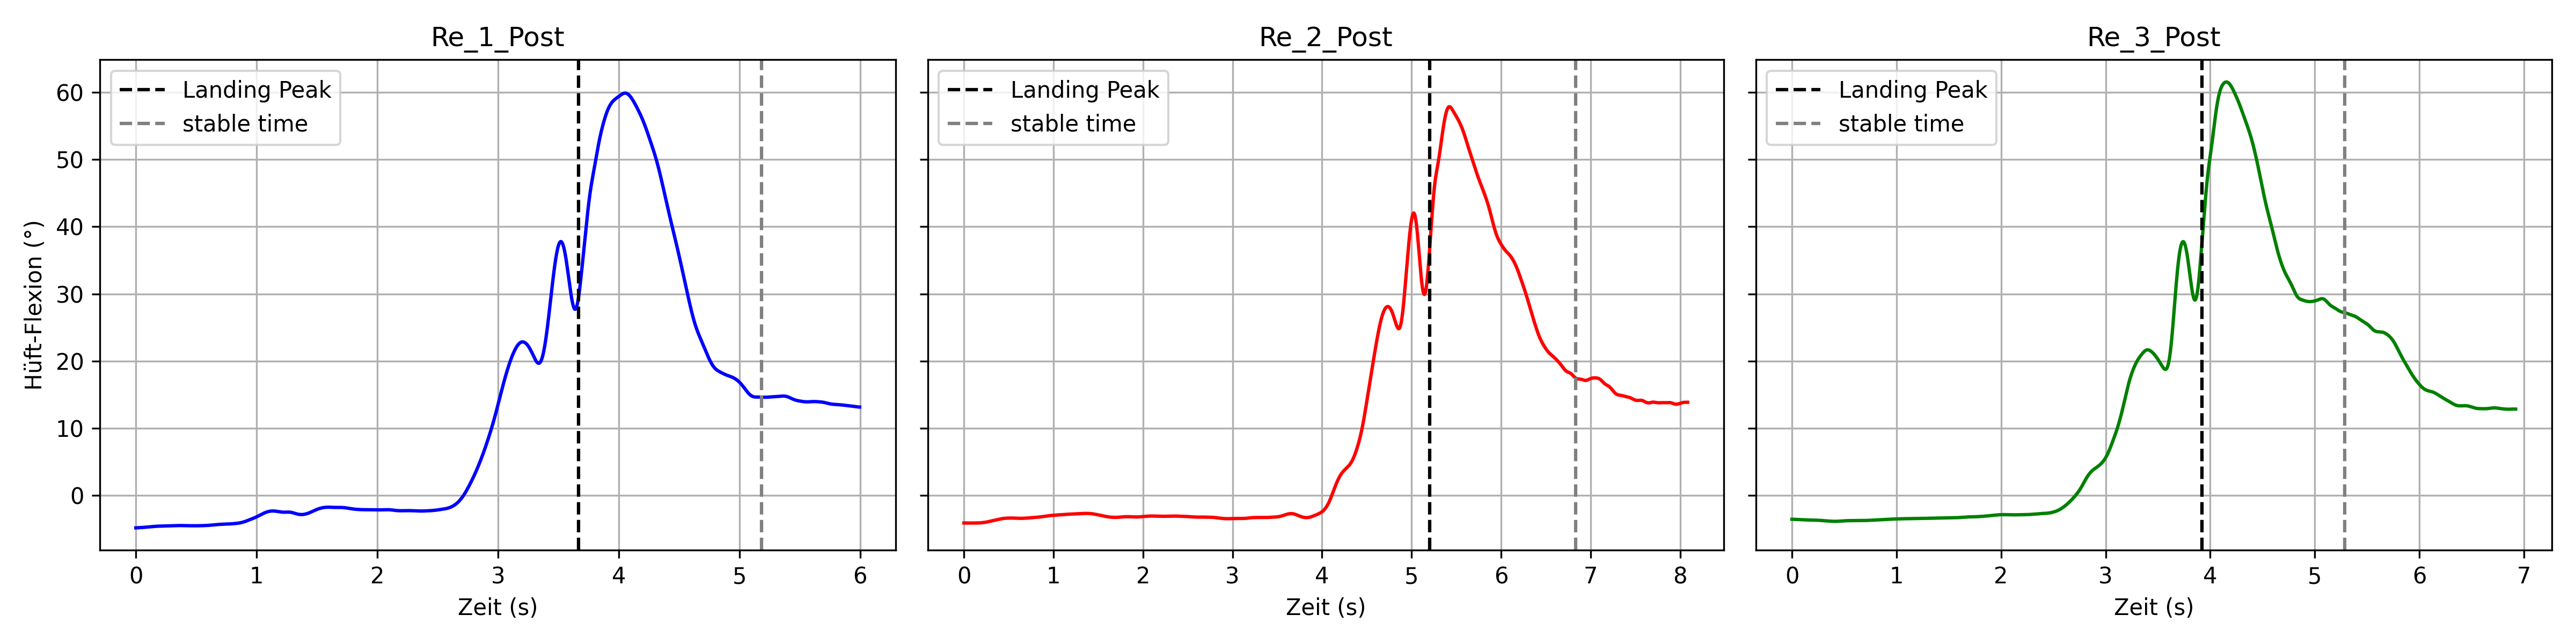 Re_1_Post
Re_2_Post
Re_3_Post
Landing Peak
stable time
Landing Peak
stable time
Landing Peak
stable time
Hüft-Flexion (°)
60
50
40
30
20
10
0
0 1 2 3 4 5 6
0 1 2 3 4 5 6 7 8
0 1 2 3 4 5 6 7
Zeit (s)
Zeit (s)
Zeit (s)